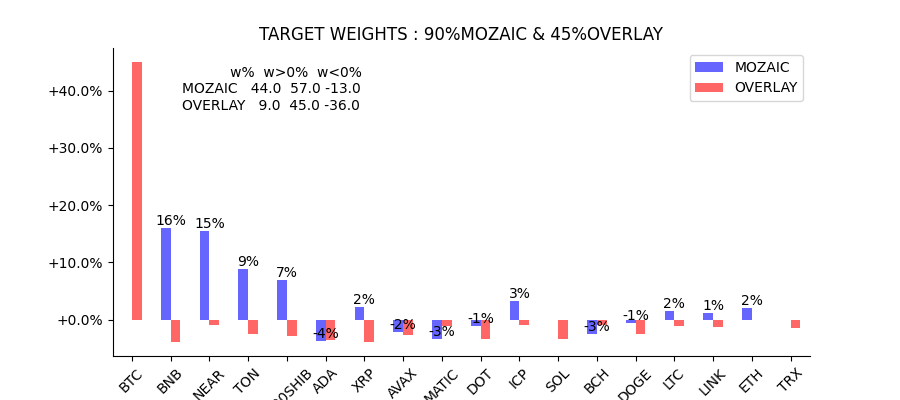 TARGET WEIGHTS : 90%MOZAIC & 45%OVERLAY
w% w>0% w<0%
MOZAIC 44.0 57.0 -13.0
OVERLAY 9.0 45.0 -36.0
MOZAIC
OVERLAY
+40.0%
+30.0%
+20.0%
+10.0%
+0.0%
16%
15%
9%
7%
-4%
2%
-2%
-3%
-1%
3%
-3%
-1%
2%
1%
2%
BTC
BNB
NEAR
TON
0SHIB
ADA
XRP
AVAX
MATIC
DOT
ICP
SOL
BCH
DOGE
LTC
LINK
ETH
TRX